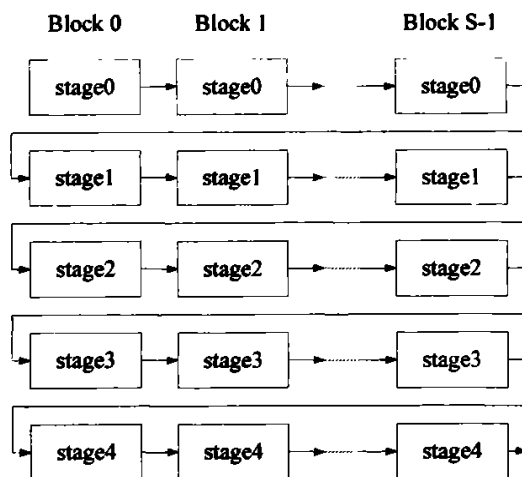 Block 0 Block 1 Block S-1
stage0 stage0 stage0
stage1 stage1 stage1
stage2 stage2 stage2
stage3 stage3 stage3
stage4 stage4 stage4